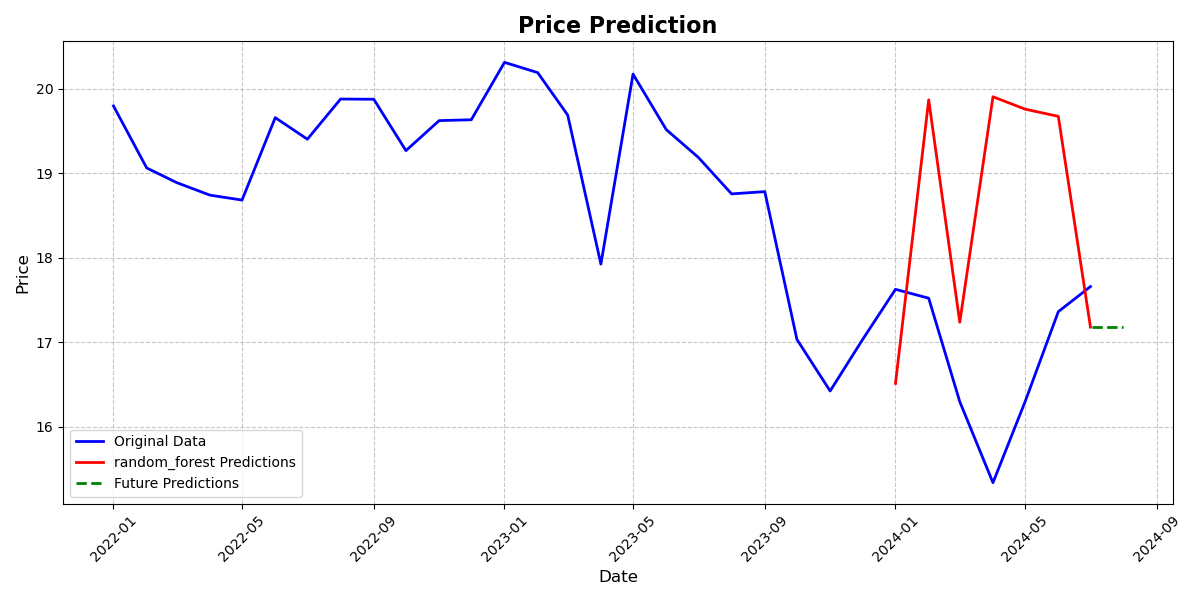 Price Prediction
Price
20
19
18
17
16
Original Data
random_forest Predictions
Future Predictions
2022-01
2022-05
2022-09
2023-01
2023-05
2023-09
2024-01
2024-05
2024-09
Date